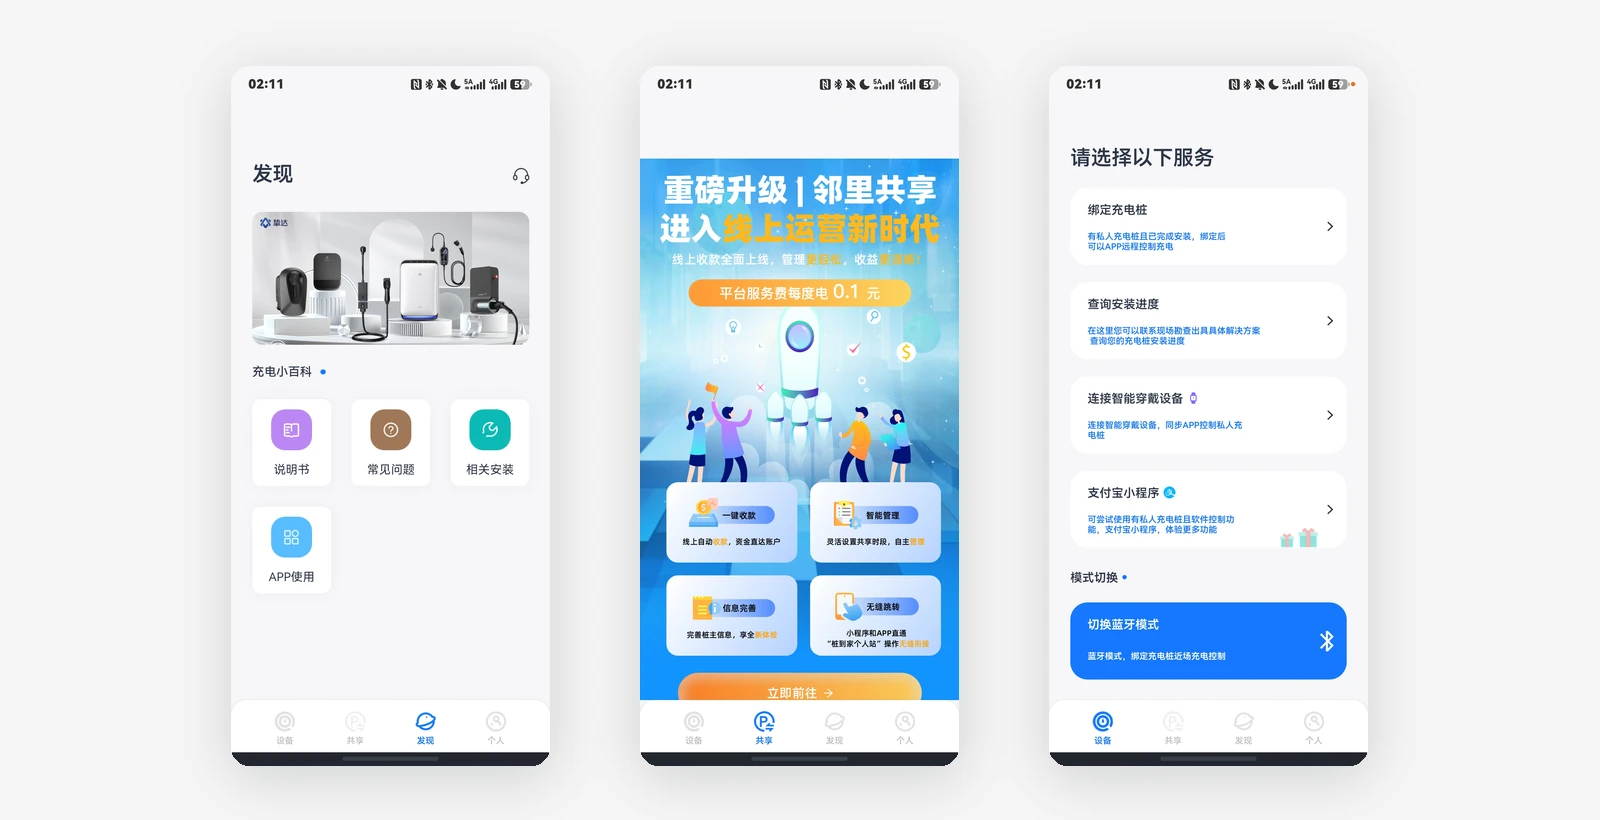 02:11
5A
4G
59
发现
挚达
充电小百科
说明书
常见问题
相关安装
APP使用
设备
共享
发现
个人
02:11
5A
4G
59
重磅升级 | 邻里共享
进入线上运营新时代
线上收款全面上线，管理更轻松，收益更清晰！
平台服务费每度电 0.1 元
一键收款
线上自动收款，资金直达账户
智能管理
灵活设置共享时段，自主管理
信息完善
完善桩主信息，享全新体验
无缝跳转
小程序和APP直通
“桩到家个人站”操作无缝衔接
立即前往 →
设备
共享
发现
个人
02:11
5A
4G
59
请选择以下服务
绑定充电桩
有私人充电桩且已完成安装，绑定后
可以APP远程控制充电
查询安装进度
在这里您可以联系现场勘查出具具体解决方案
查询您的充电桩安装进度
连接智能穿戴设备
连接智能穿戴设备，同步APP控制私人充
电桩
支付宝小程序
可尝试使用有私人充电桩且软件控制功
能，支付宝小程序，体验更多功能
模式切换
切换蓝牙模式
蓝牙模式，绑定充电桩近场充电控制
设备
共享
发现
个人